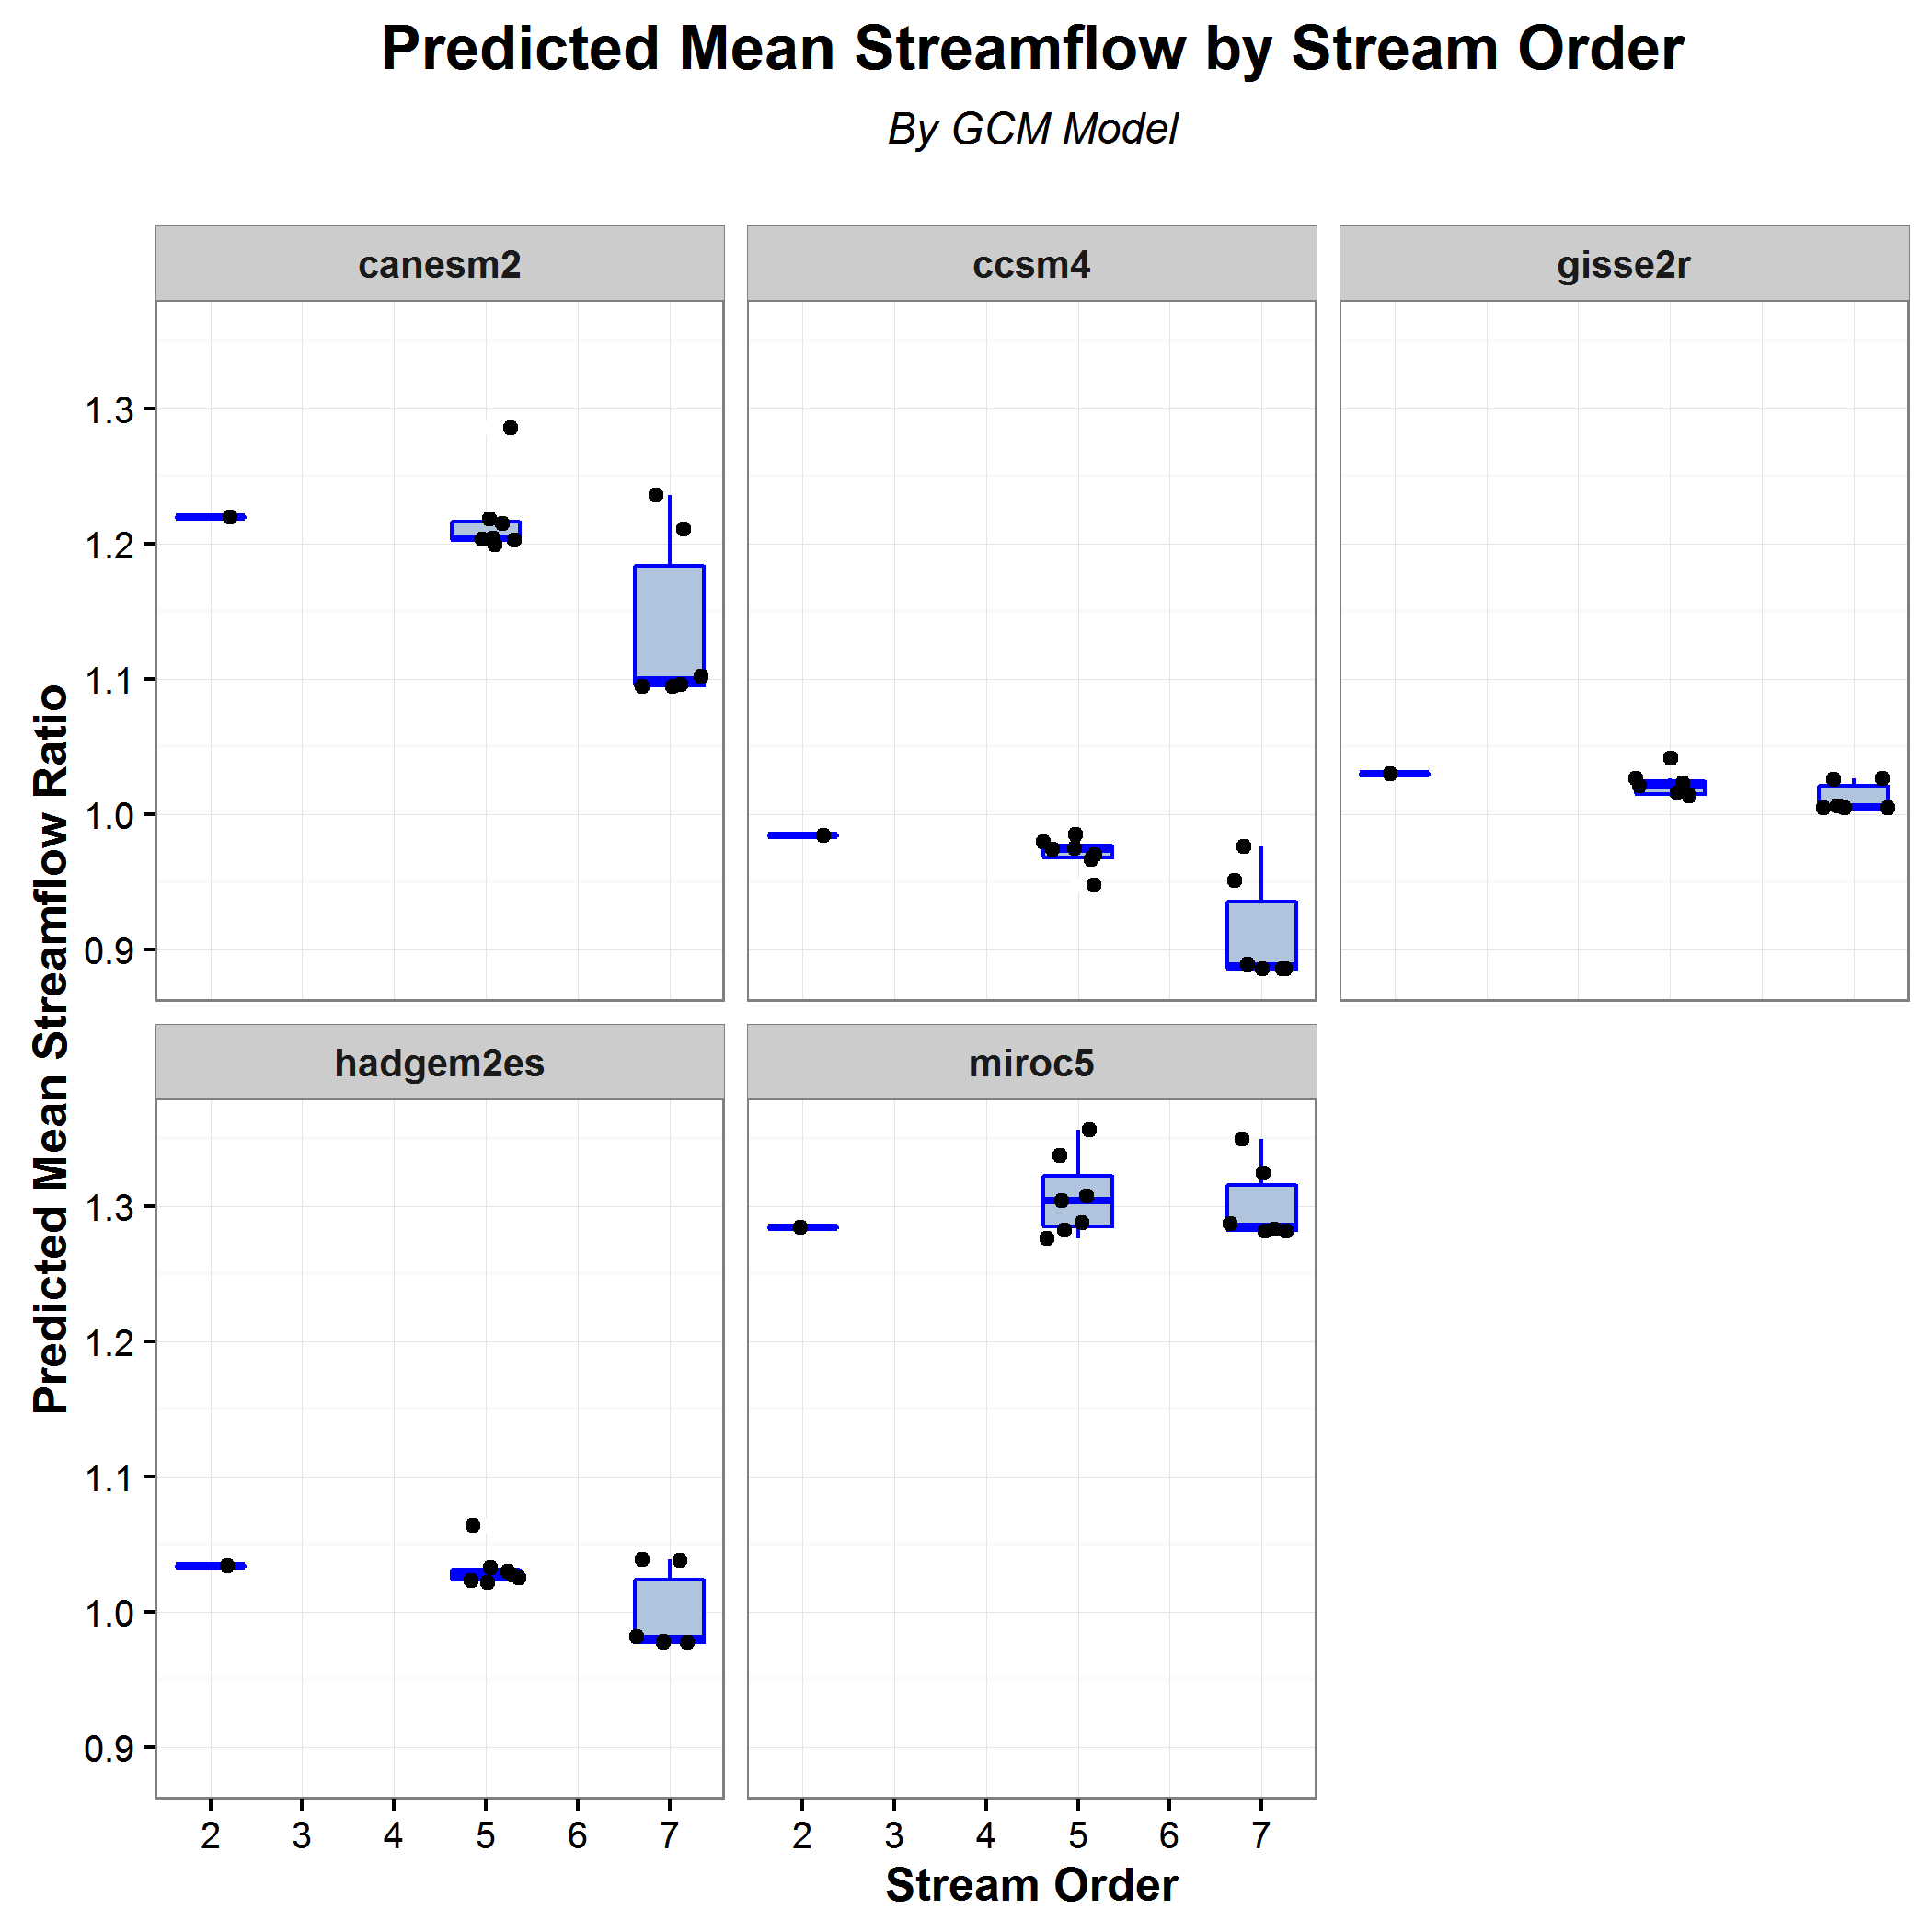 Predicted Mean Streamflow by Stream Order
By GCM Model
canesm2
ccsm4
gisse2r
1.3
1.2
1.1
1.0
0.9
Predicted Mean Streamflow Ratio
hadgem2es
miroc5
1.3
1.2
1.1
1.0
0.9
2 3 4 5 6 7
2 3 4 5 6 7
Stream Order